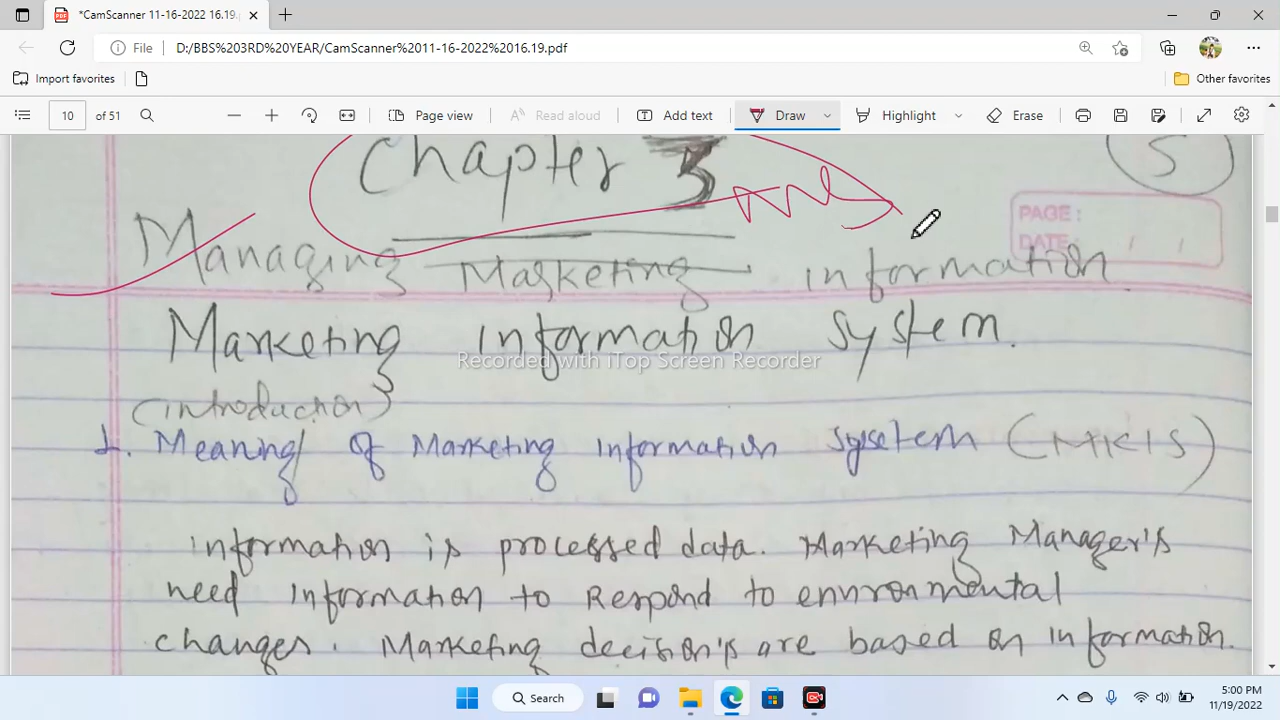 *CamScanner 11-16-2022 16.19.p
File D:/BBS%203RD%20YEAR/CamScanner%2011-16-2022%2016.19.pdf
Import favorites
Other favorites
10 of 51
Page view
Read aloud
Add text
Draw
Highlight
Erase
Chapter 3
5
PAGE :
DATE : / /
Managing Marketing information
Marketing Information System.
Recorded with iTop Screen Recorder
(introduction)
1. Meaning of Marketing Information Sysetem (MKIS)
Information is processed data. Marketing Manager's
need information to Respond to environmental
changes. Marketing decision's are based on information.
Search
5:00 PM
11/19/2022